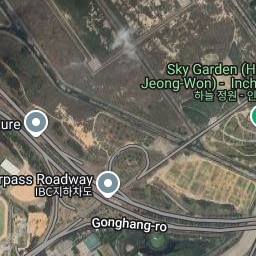 Sky Garden (H
Jeong-Won) - Inch
하늘 정원 - 인
ure
rpass Roadway
IBC지하차도
Gonghang-ro